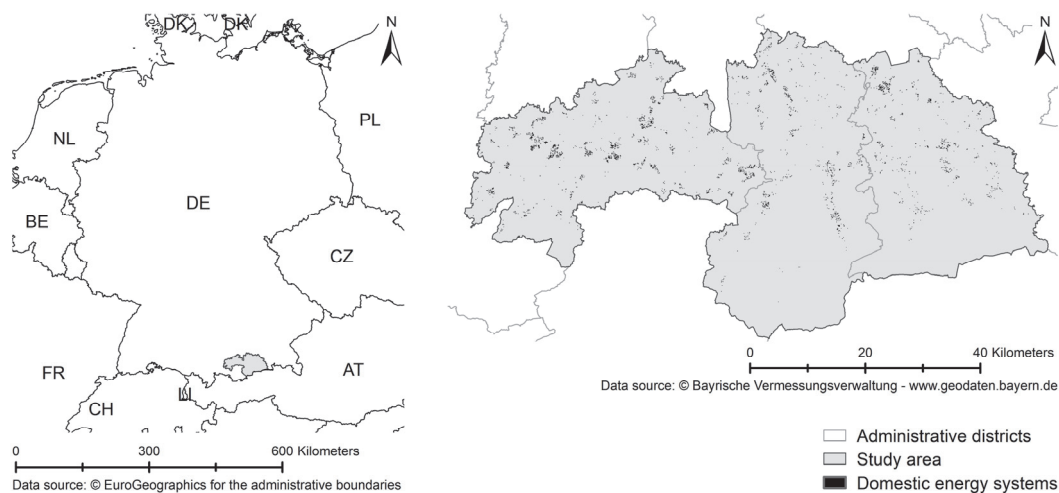 DK DK
N
PL
NL
DE
BE
CZ
FR
AT
LI
CH
0 300 600 Kilometers
Data source: © EuroGeographics for the administrative boundaries
N
0 20 40 Kilometers
Data source: © Bayrische Vermessungsverwaltung - www.geodaten.bayern.de
Administrative districts
Study area
Domestic energy systems